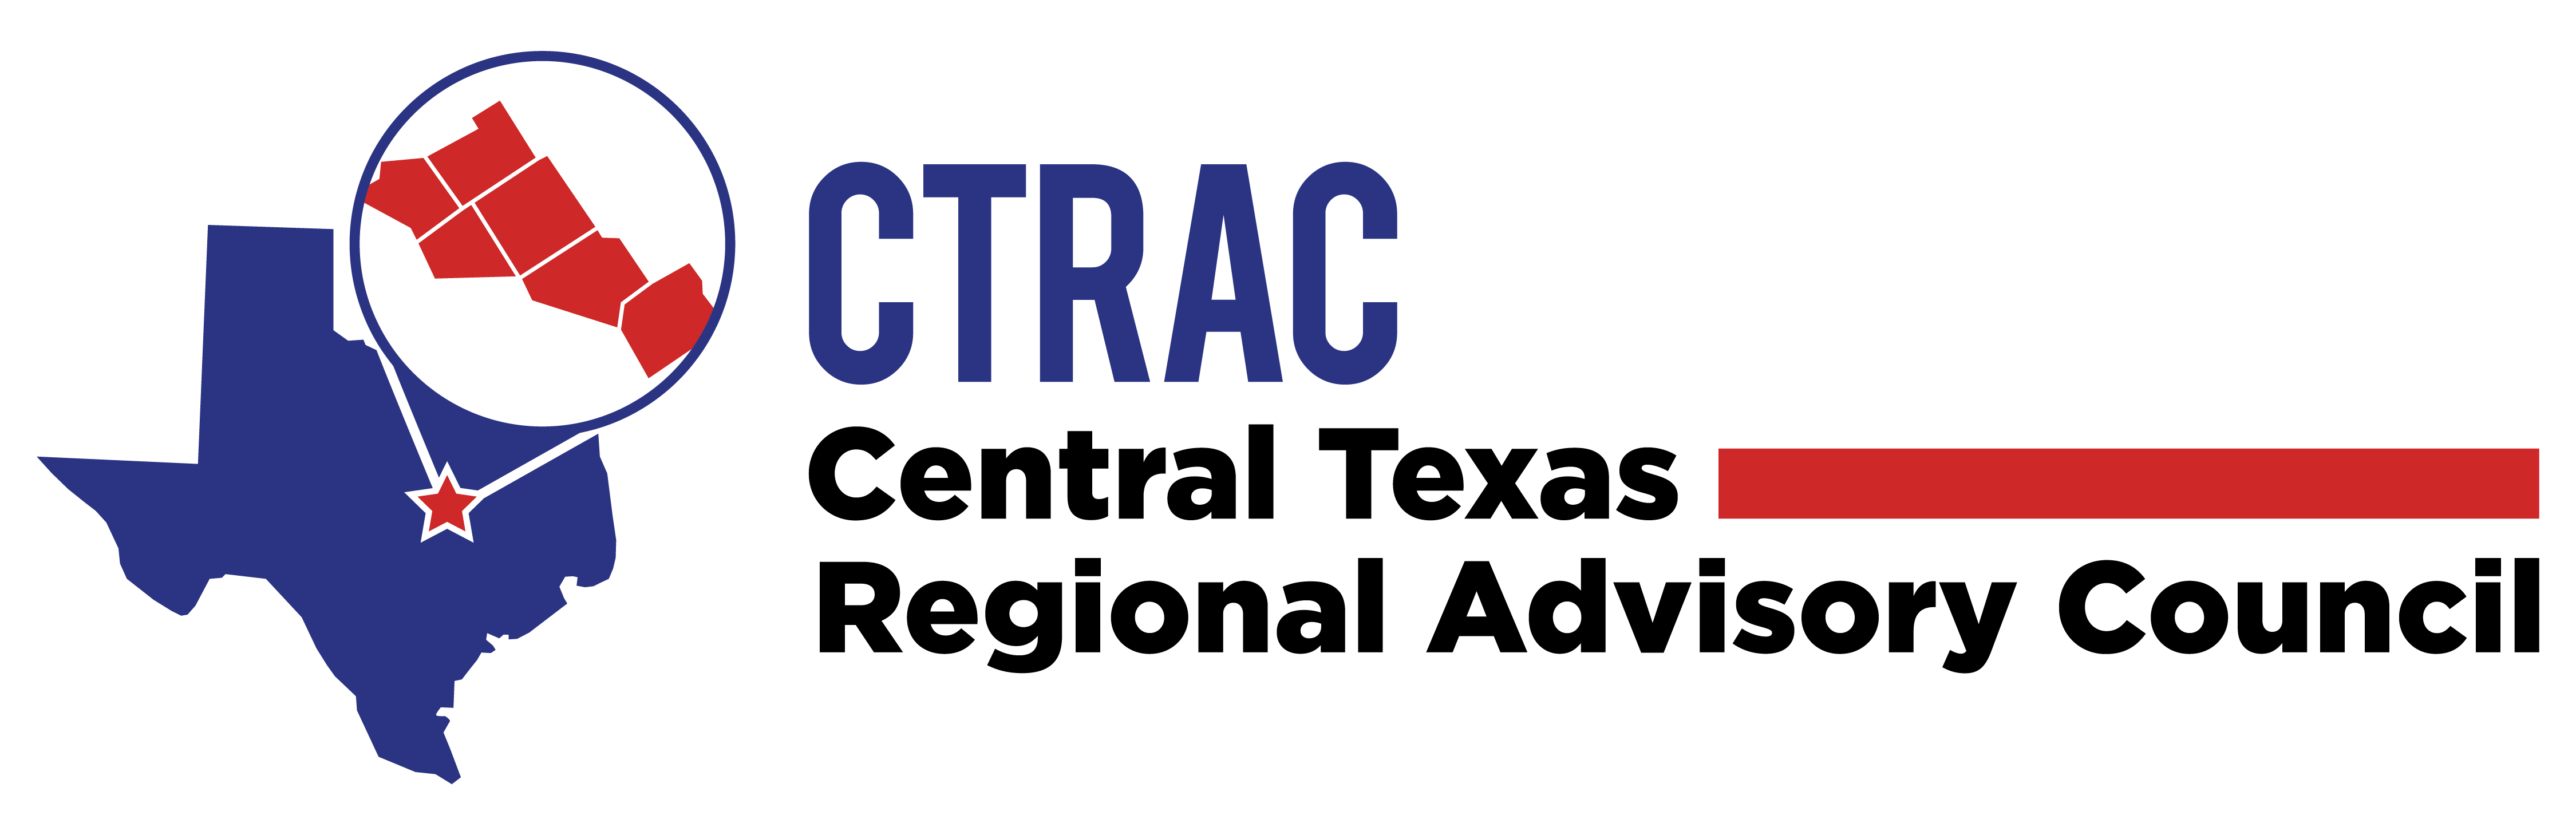 CTRAC
Central Texas
Regional Advisory Council